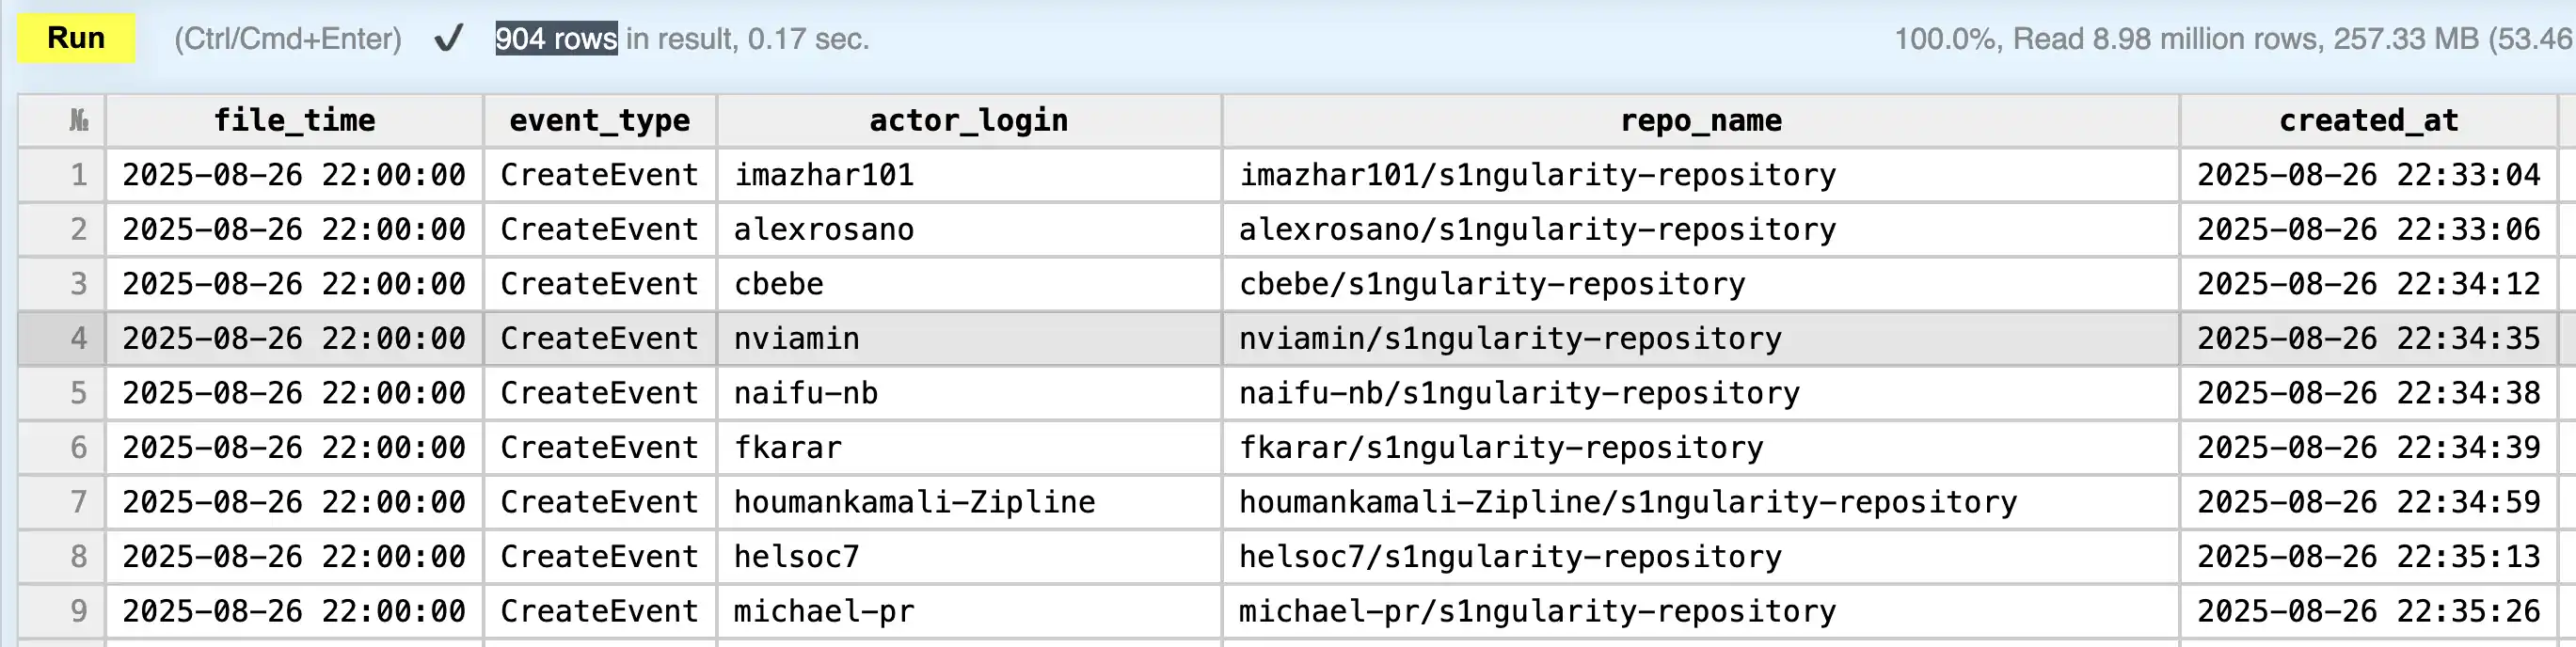 Run (Ctrl/Cmd+Enter) ✔ 904 rows in result, 0.17 sec. 100.0%, Read 8.98 million rows, 257.33 MB (53.46
№ file_time event_type actor_login repo_name created_at
1 2025-08-26 22:00:00 CreateEvent imazhar101 imazhar101/s1ngularity-repository 2025-08-26 22:33:04
2 2025-08-26 22:00:00 CreateEvent alexrosano alexrosano/s1ngularity-repository 2025-08-26 22:33:06
3 2025-08-26 22:00:00 CreateEvent cbebe cbebe/s1ngularity-repository 2025-08-26 22:34:12
4 2025-08-26 22:00:00 CreateEvent nviamin nviamin/s1ngularity-repository 2025-08-26 22:34:35
5 2025-08-26 22:00:00 CreateEvent naifu-nb naifu-nb/s1ngularity-repository 2025-08-26 22:34:38
6 2025-08-26 22:00:00 CreateEvent fkarar fkarar/s1ngularity-repository 2025-08-26 22:34:39
7 2025-08-26 22:00:00 CreateEvent houmankamali-Zipline houmankamali-Zipline/s1ngularity-repository 2025-08-26 22:34:59
8 2025-08-26 22:00:00 CreateEvent helsoc7 helsoc7/s1ngularity-repository 2025-08-26 22:35:13
9 2025-08-26 22:00:00 CreateEvent michael-pr michael-pr/s1ngularity-repository 2025-08-26 22:35:26